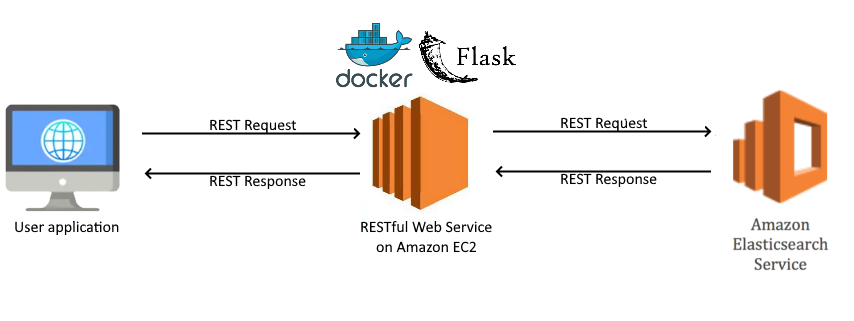 docker
Flask
REST Request
REST Request
REST Response
REST Response
User application
RESTful Web Service
on Amazon EC2
Amazon
Elasticsearch
Service